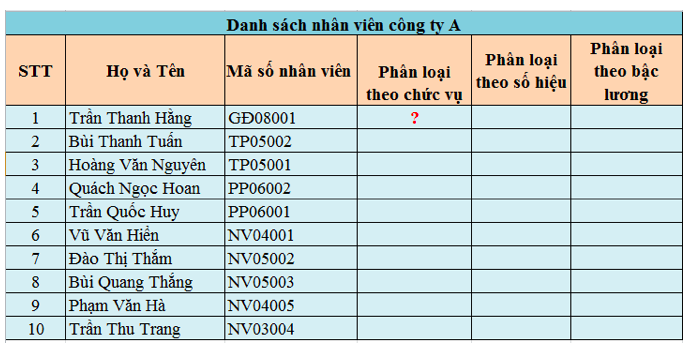 Danh sách nhân viên công ty A
STT Họ và Tên Mã số nhân viên Phân loại theo chức vụ Phân loại theo số hiệu Phân loại theo bậc lương
1 Trần Thanh Hằng GĐ08001 ?
2 Bùi Thanh Tuấn TP05002
3 Hoàng Văn Nguyên TP05001
4 Quách Ngọc Hoan PP06002
5 Trần Quốc Huy PP06001
6 Vũ Văn Hiển NV04001
7 Đào Thị Thắm NV05002
8 Bùi Quang Thắng NV05003
9 Phạm Văn Hà NV04005
10 Trần Thu Trang NV03004